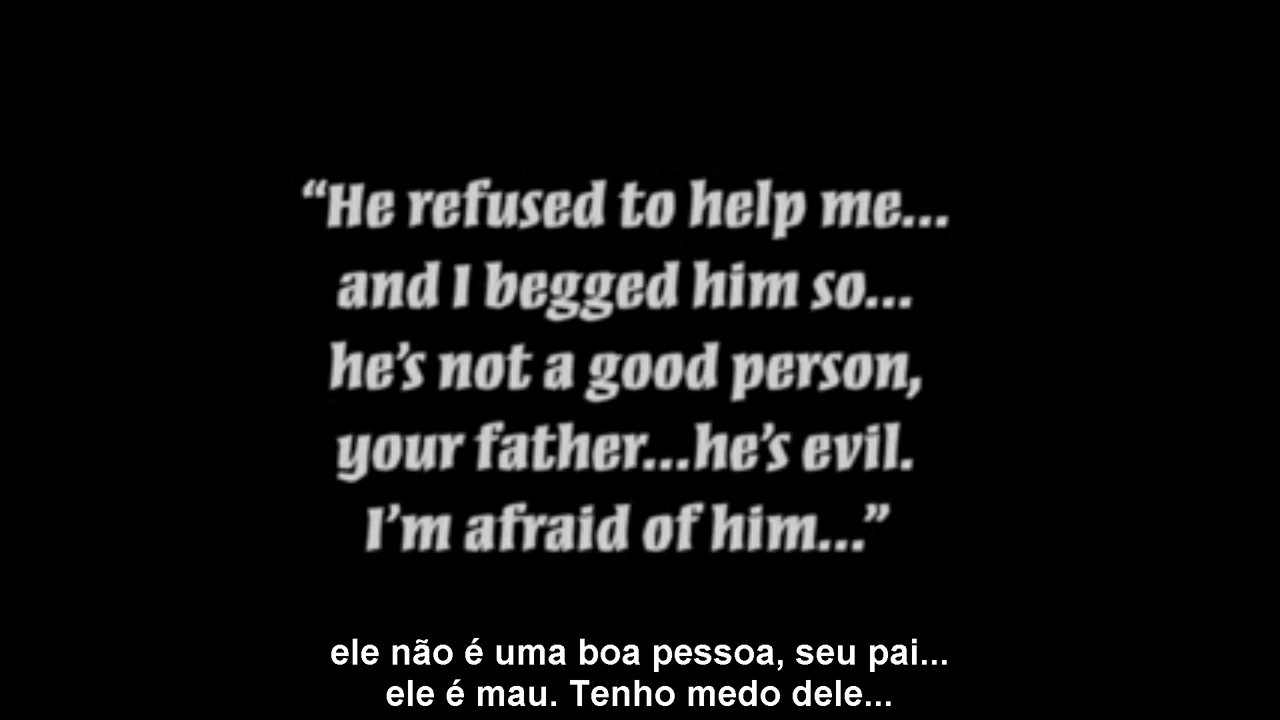 “He refused to help me...
and I begged him so...
he’s not a good person,
your father...he’s evil.
I’m afraid of him...”
ele não é uma boa pessoa, seu pai...
ele é mau. Tenho medo dele...